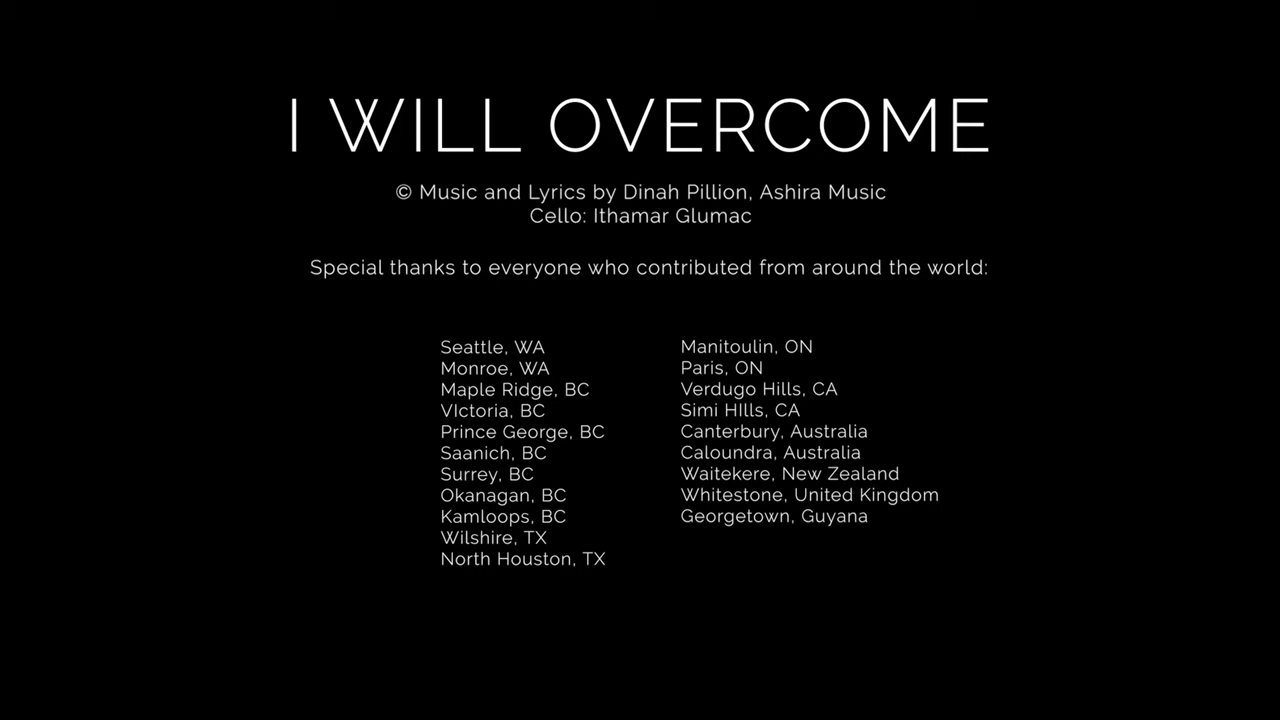 I WILL OVERCOME
© Music and Lyrics by Dinah Pillion, Ashira Music
Cello: Ithamar Glumac
Special thanks to everyone who contributed from around the world:
Seattle, WA
Monroe, WA
Maple Ridge, BC
VIctoria, BC
Prince George, BC
Saanich, BC
Surrey, BC
Okanagan, BC
Kamloops, BC
Wilshire, TX
North Houston, TX
Manitoulin, ON
Paris, ON
Verdugo Hills, CA
Simi HIlls, CA
Canterbury, Australia
Caloundra, Australia
Waitekere, New Zealand
Whitestone, United Kingdom
Georgetown, Guyana